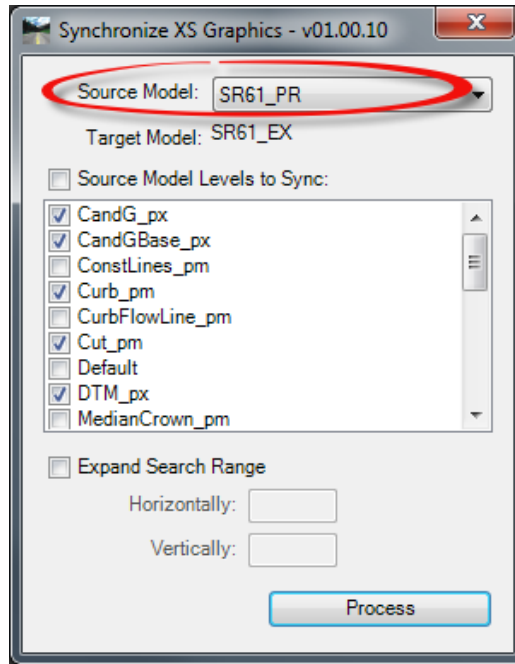 Synchronize XS Graphics - v01.00.10
Source Model: SR61_PR
Target Model: SR61_EX
Source Model Levels to Sync:
CandG_px
CandGBase_px
ConstLines_pm
Curb_pm
CurbFlowLine_pm
Cut_pm
Default
DTM_px
MedianCrown_pm
Expand Search Range
Horizontally:
Vertically:
Process